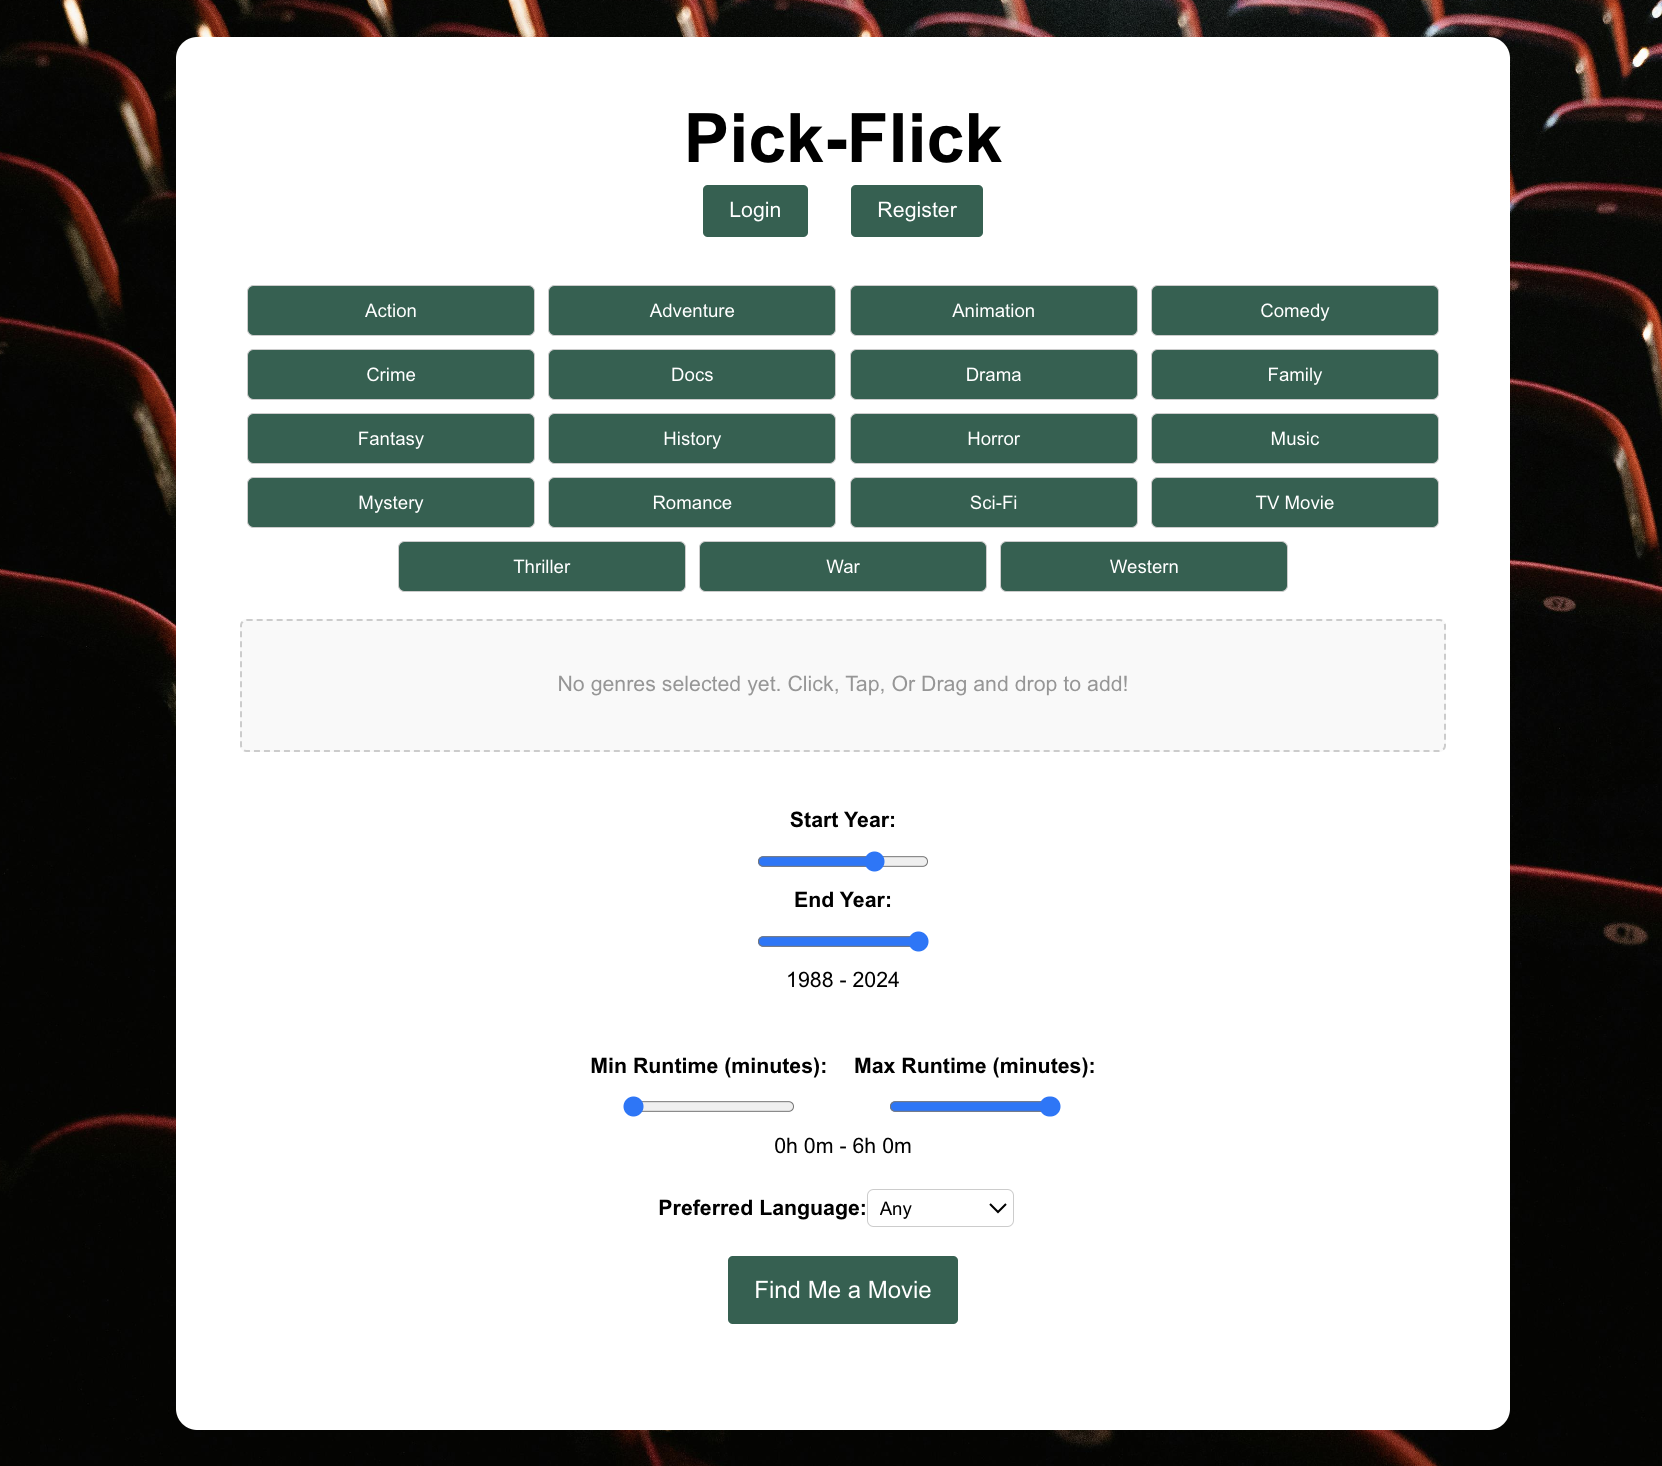 Pick-Flick
Login Register
Action Adventure Animation Comedy
Crime Docs Drama Family
Fantasy History Horror Music
Mystery Romance Sci-Fi TV Movie
Thriller War Western
No genres selected yet. Click, Tap, Or Drag and drop to add!
Start Year:
End Year:
1988 - 2024
Min Runtime (minutes): Max Runtime (minutes):
0h 0m - 6h 0m
Preferred Language: Any
Find Me a Movie